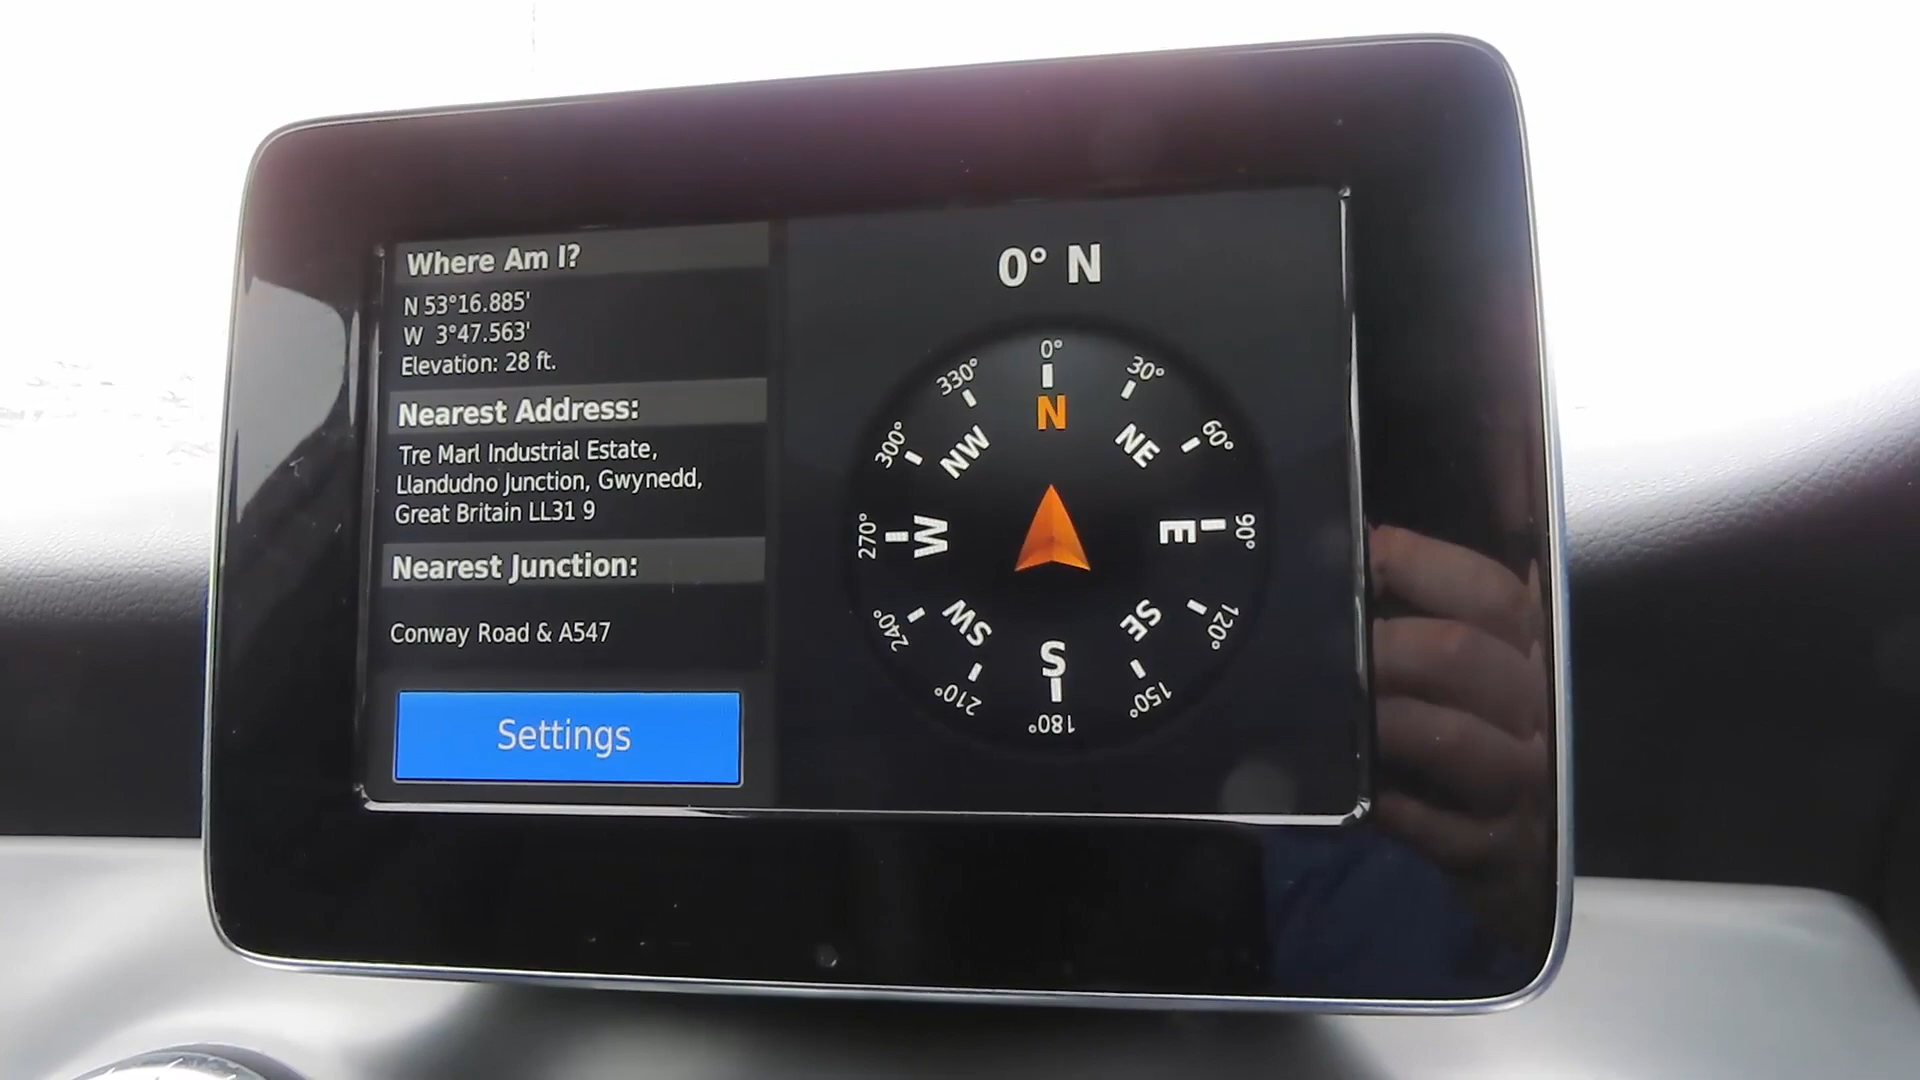 Where Am I?
N 53°16.885'
W 3°47.563'
Elevation: 28 ft.
Nearest Address:
Tre Marl Industrial Estate,
Llandudno Junction, Gwynedd,
Great Britain LL31 9
Nearest Junction:
Conway Road & A547
Settings
0° N
0°
30°
60°
90°
120°
150°
180°
210°
240°
270°
300°
330°
N
NE
E
SE
S
SW
W
NW